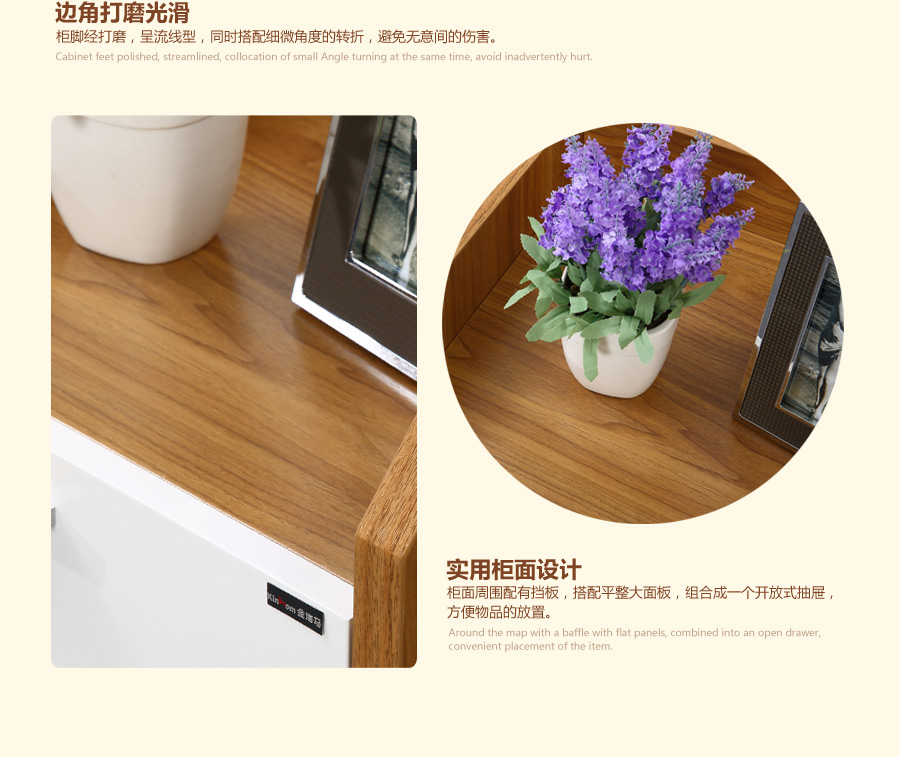 边角打磨光滑
柜脚经打磨，呈流线型，同时搭配细微角度的转折，避免无意间的伤害。
Cabinet feet polished, streamlined, collocation of small Angle turning at the same time, avoid inadvertently hurt.
KinHom 金海马
实用柜面设计
柜面周围配有挡板，搭配平整大面板，组合成一个开放式抽屉，
方便物品的放置。
Around the map with a baffle with flat panels, combined into an open drawer,
convenient placement of the item.